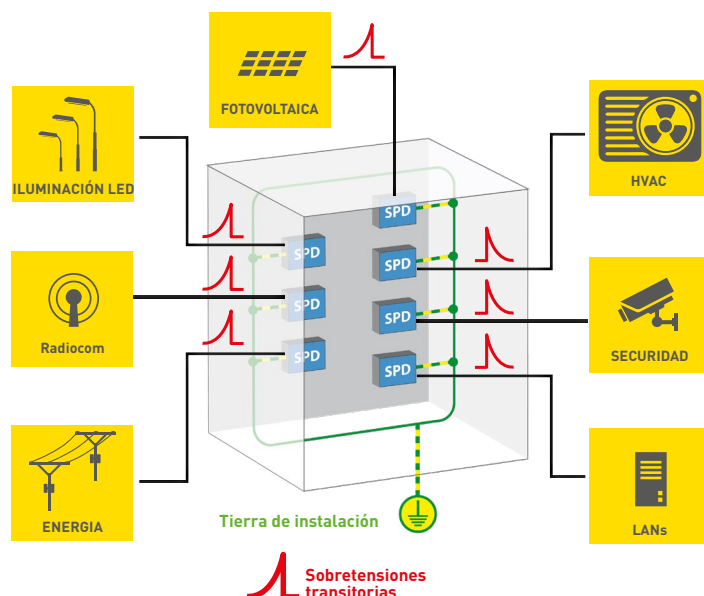 FOTOVOLTAICA
ILUMINACIÓN LED
HVAC
SPD
SPD
SPD
SPD
SPD
SPD
SPD
Radiocom
SECURIDAD
ENERGIA
LANs
Tierra de instalación
Sobretensiones
transitorias